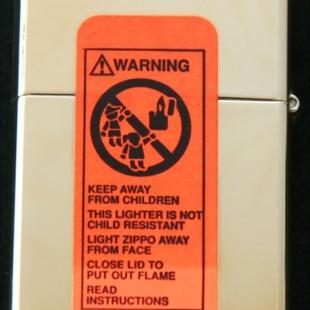 WARNING
KEEP AWAY
FROM CHILDREN
THIS LIGHTER IS NOT
CHILD RESISTANT
LIGHT ZIPPO AWAY
FROM FACE
CLOSE LID TO
PUT OUT FLAME
READ
INSTRUCTIONS